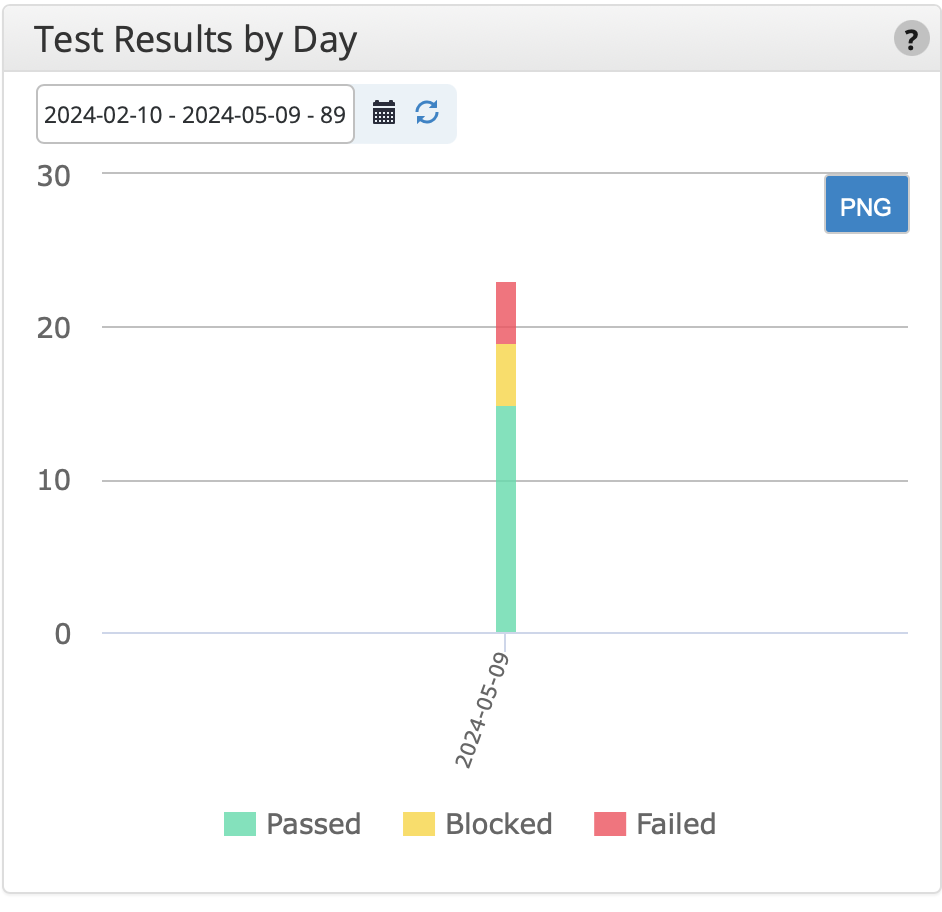 Test Results by Day
?
2024-02-10 - 2024-05-09 - 89
PNG
30
20
10
0
2024-05-09
Passed
Blocked
Failed